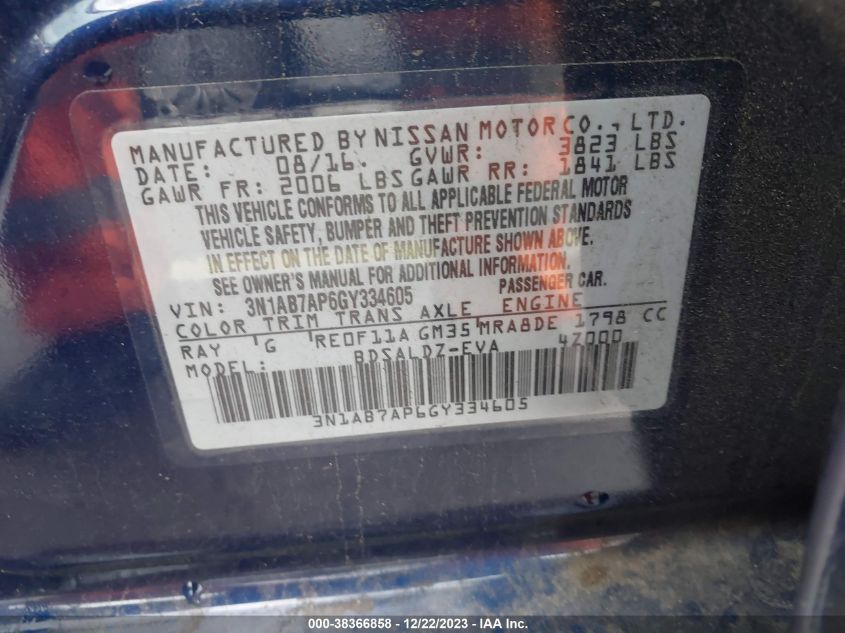 MANUFACTURED BY NISSAN MOTOR CO., LTD.
DATE: 08/16. GVWR: 3823 LBS
GAWR FR: 2006 LBS GAWR RR: 1841 LBS
THIS VEHICLE CONFORMS TO ALL APPLICABLE FEDERAL MOTOR
VEHICLE SAFETY, BUMPER AND THEFT PREVENTION STANDARDS
IN EFFECT ON THE DATE OF MANUFACTURE SHOWN ABOVE.
SEE OWNER'S MANUAL FOR ADDITIONAL INFORMATION.
VIN: 3N1AB7AP6GY334605 PASSENGER CAR.
COLOR TRIM TRANS AXLE ENGINE
RAY 'G 'RE0F11A GM35 'MRA8DE 1798 CC
MODEL: BDSALDZ-EVA 4Z000
3N1AB7AP6GY334605
000-38366858 - 12/22/2023 - Copyright © 2023 IAA, Inc.